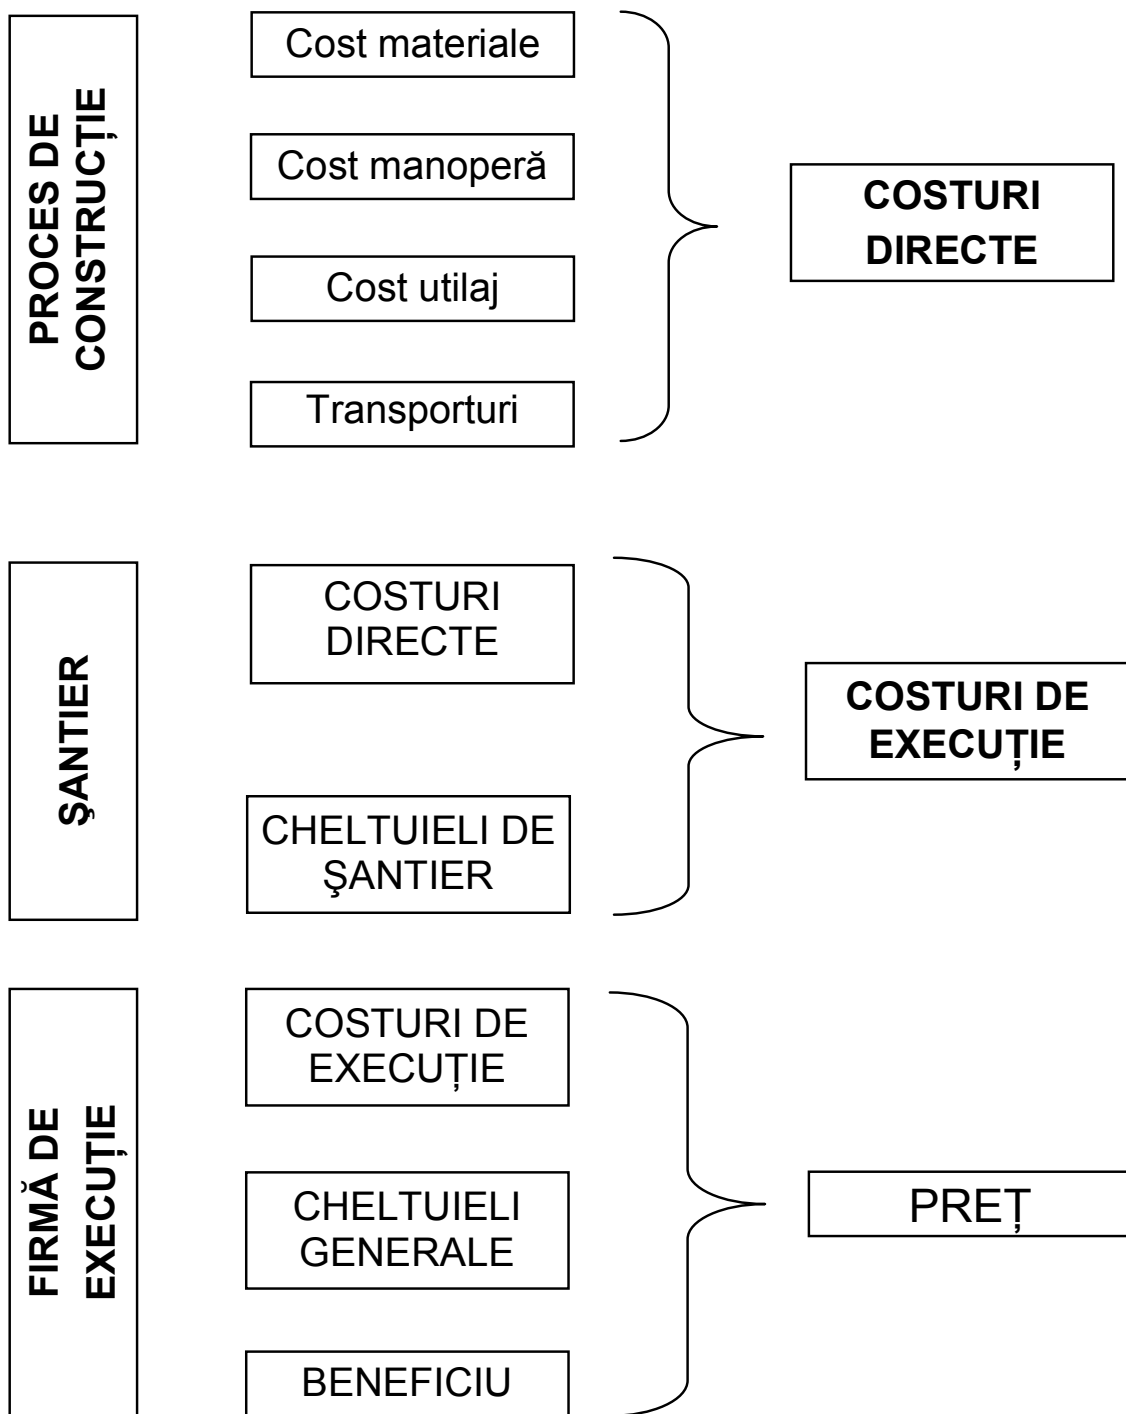 PROCES DE
CONSTRUCȚIE
Cost materiale
Cost manoperă
Cost utilaj
Transporturi
COSTURI
DIRECTE
ŞANTIER
COSTURI
DIRECTE
CHELTUIELI DE
ŞANTIER
COSTURI DE
EXECUȚIE
FIRMĂ DE
EXECUȚIE
COSTURI DE
EXECUȚIE
CHELTUIELI
GENERALE
BENEFICIU
PREȚ